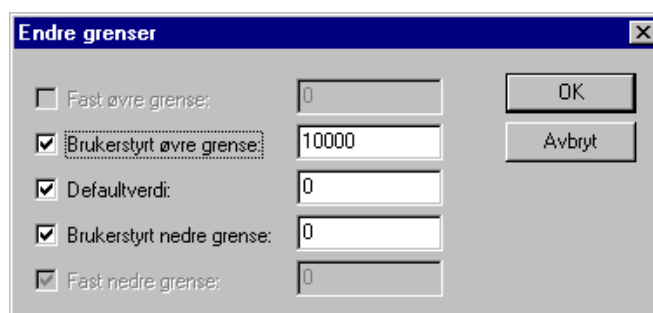 Endre grenser
Fast øvre grense: 0 OK
Brukerstyrt øvre grense: 10000 Avbryt
Defaultverdi: 0
Brukerstyrt nedre grense: 0
Fast nedre grense: 0